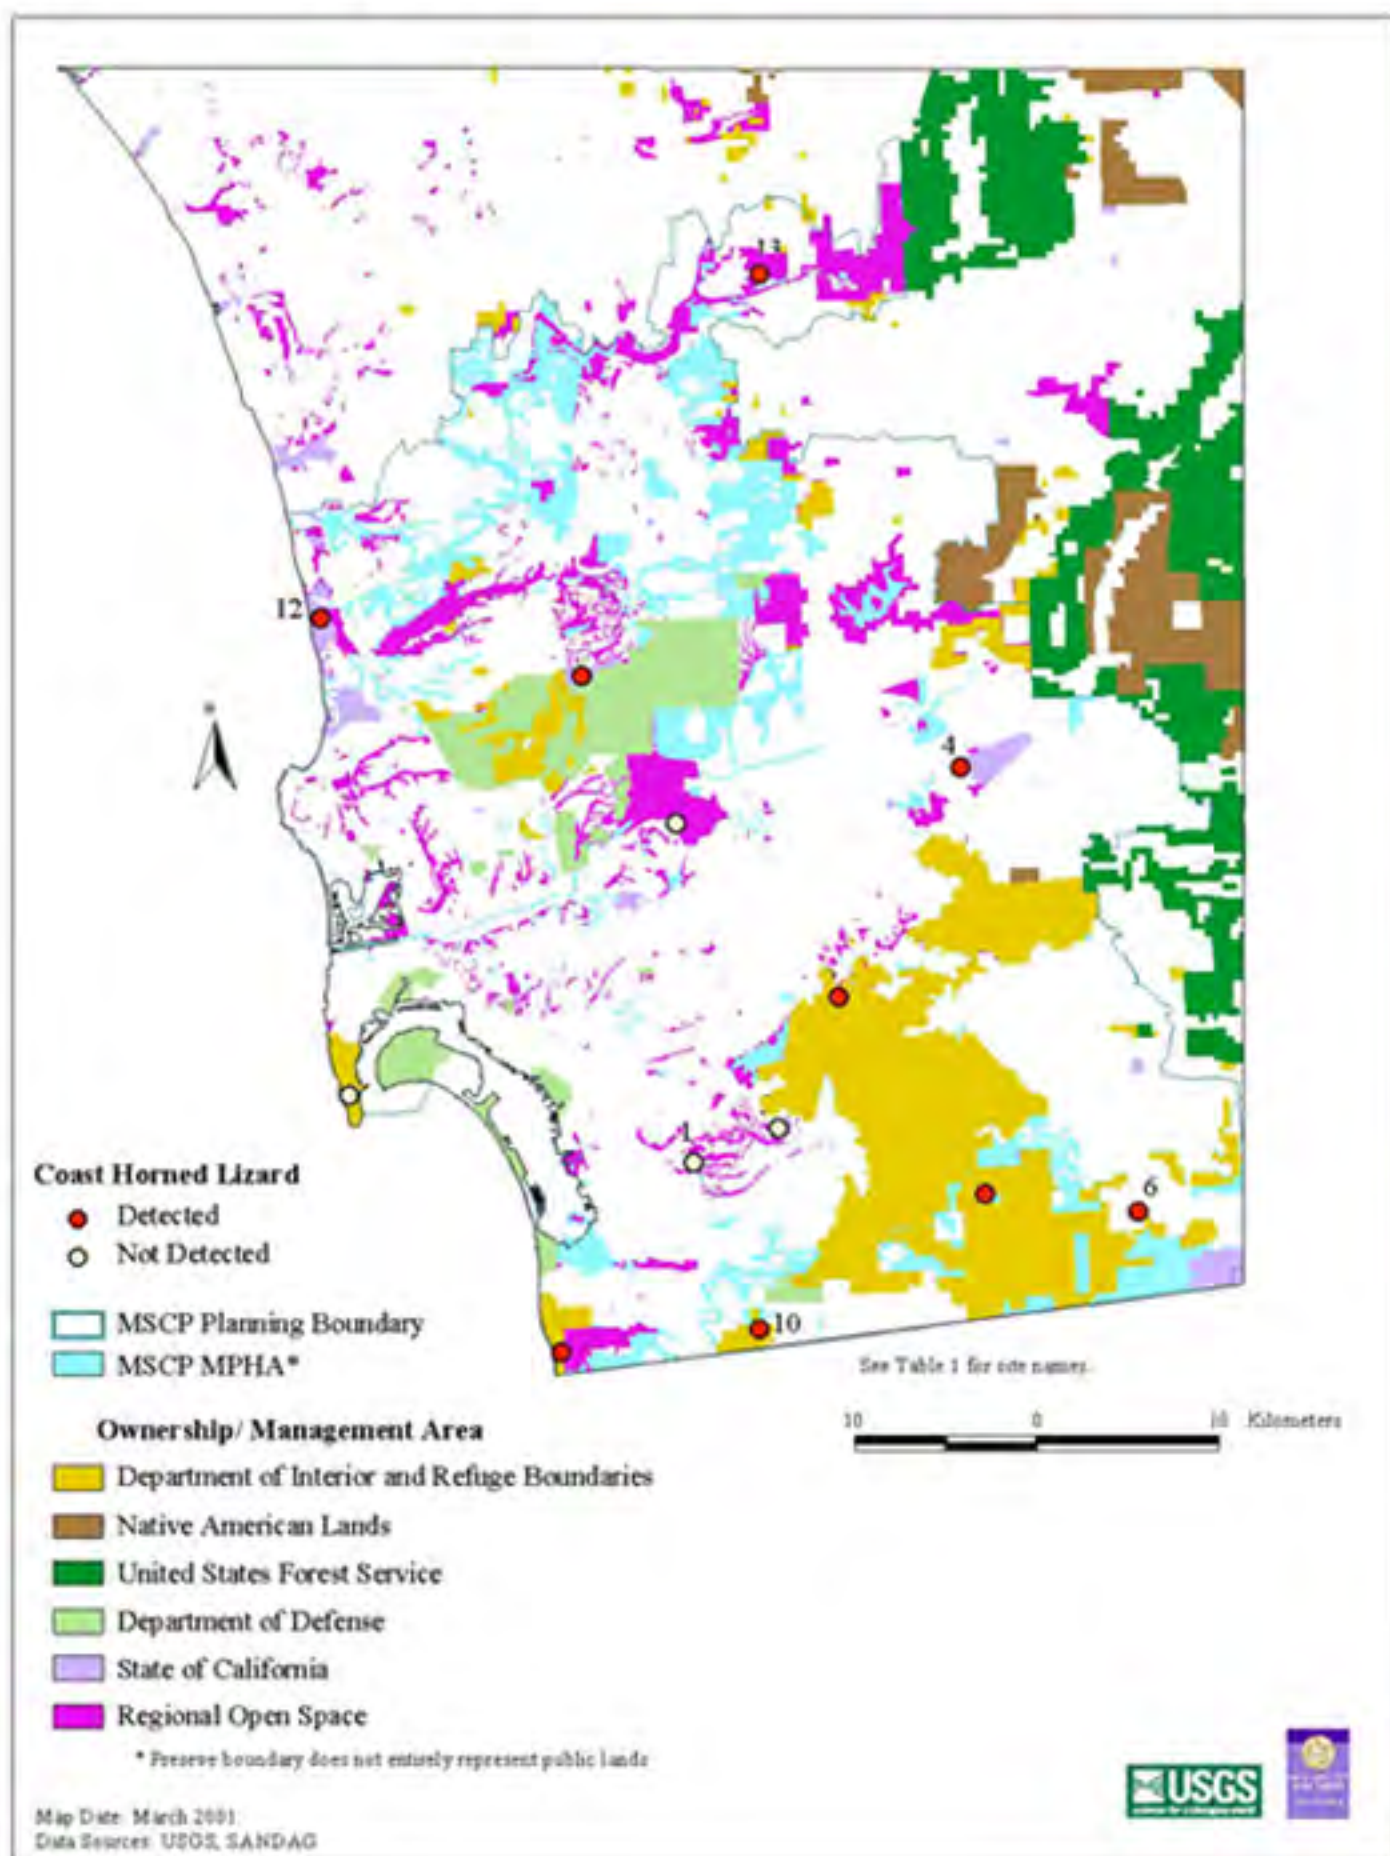 13
12
4
1
6
10
Coast Horned Lizard
Detected
Not Detected
MSCP Planning Boundary
MSCP MPHA*
See Table 1 for site names.
10 0 10 Kilometers
Ownership/ Management Area
Department of Interior and Refuge Boundaries
Native American Lands
United States Forest Service
Department of Defense
State of California
Regional Open Space
* Preserve boundary does not entirely represent public lands
USGS
Map Date: March 2001
Data Sources: USGS, SANDAG